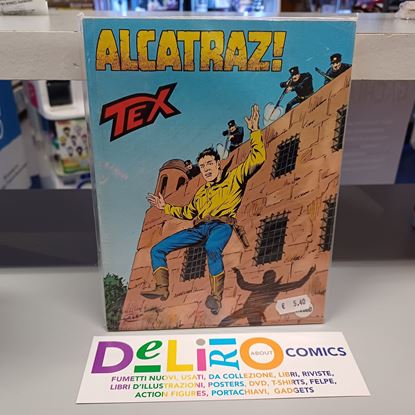 ALCATRAZ!
TEX
€ 5,40
DeLiRiO ABOUT COMICS
FUMETTI NUOVI, USATI, DA COLLEZIONE, LIBRI, RIVISTE,
LIBRI D'ILLUSTRAZIONI, POSTERS, DVD, T-SHIRTS, FELPE,
ACTION FIGURES, PORTACHIAVI, GADGETS